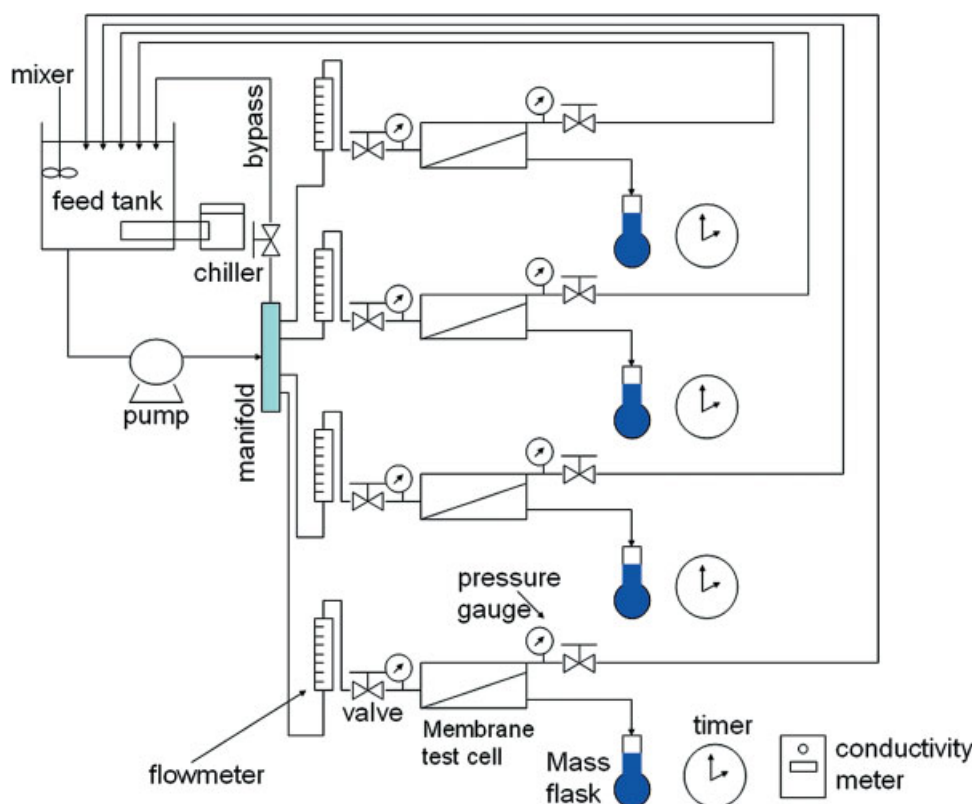 mixer
bypass
feed tank
chiller
manifold
pump
pressure
gauge
valve
flowmeter
Membrane
test cell
Mass
flask
timer
conductivity
meter